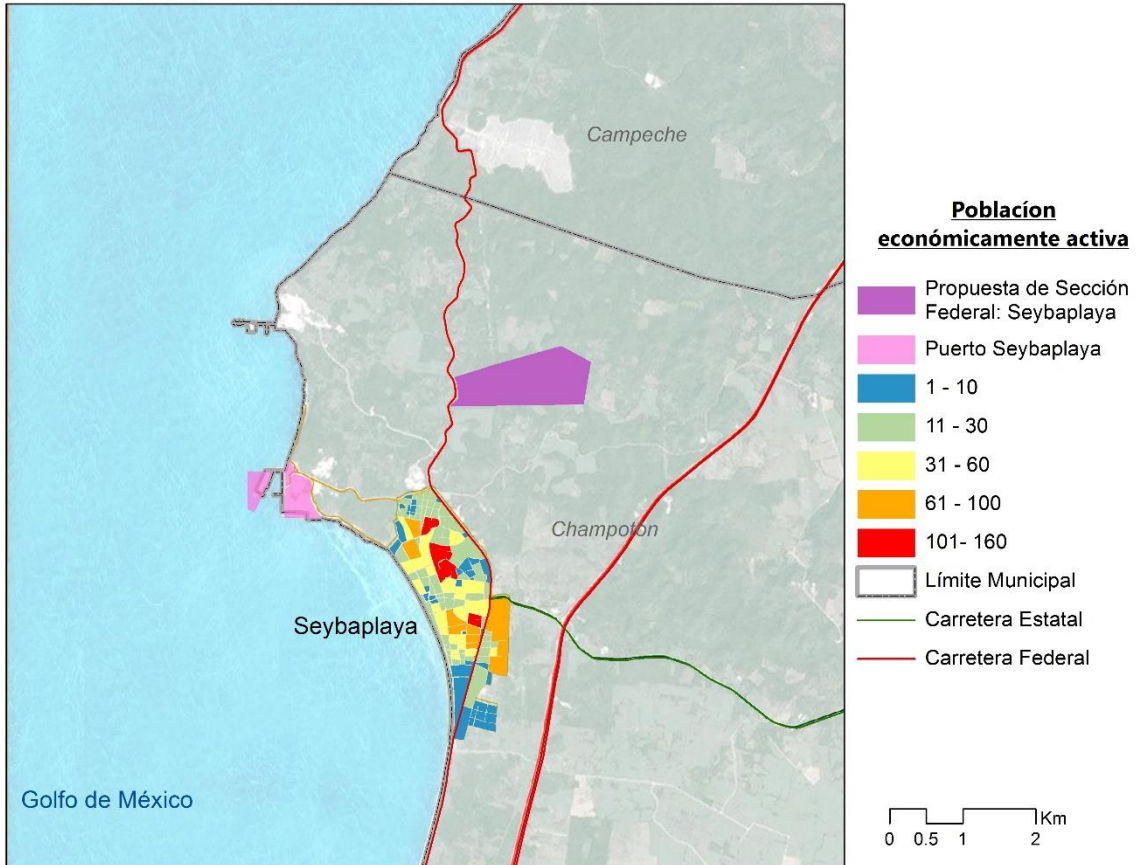 Campeche
Champotón
Seybaplaya
Golfo de México
Poblacíon
económicamente activa
Propuesta de Sección
Federal: Seybaplaya
Puerto Seybaplaya
1 - 10
11 - 30
31 - 60
61 - 100
101- 160
Límite Municipal
Carretera Estatal
Carretera Federal
Km
0 0.5 1 2